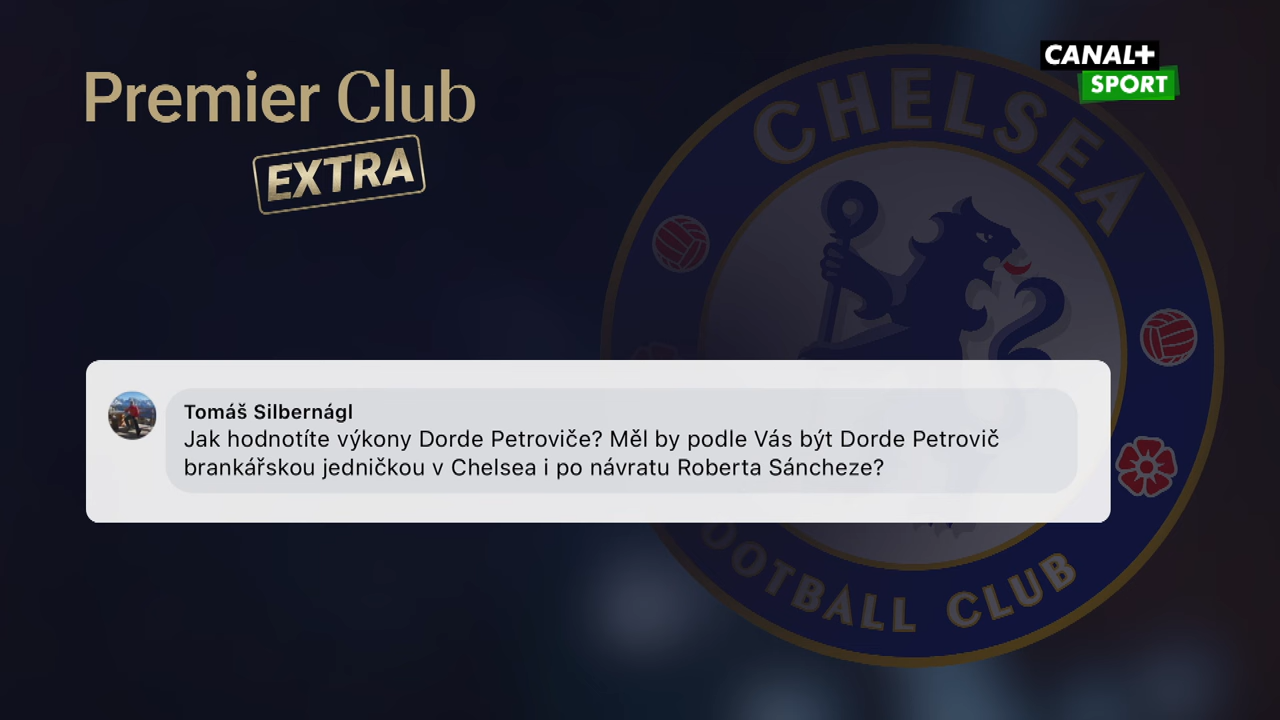 Premier Club
EXTRA
CANAL+
SPORT
CHELSEA
Tomáš Silbernágl
Jak hodnotíte výkony Dorde Petroviče? Měl by podle Vás být Dorde Petrovič
brankářskou jedničkou v Chelsea i po návratu Roberta Sáncheze?
OOTBALL CLUB